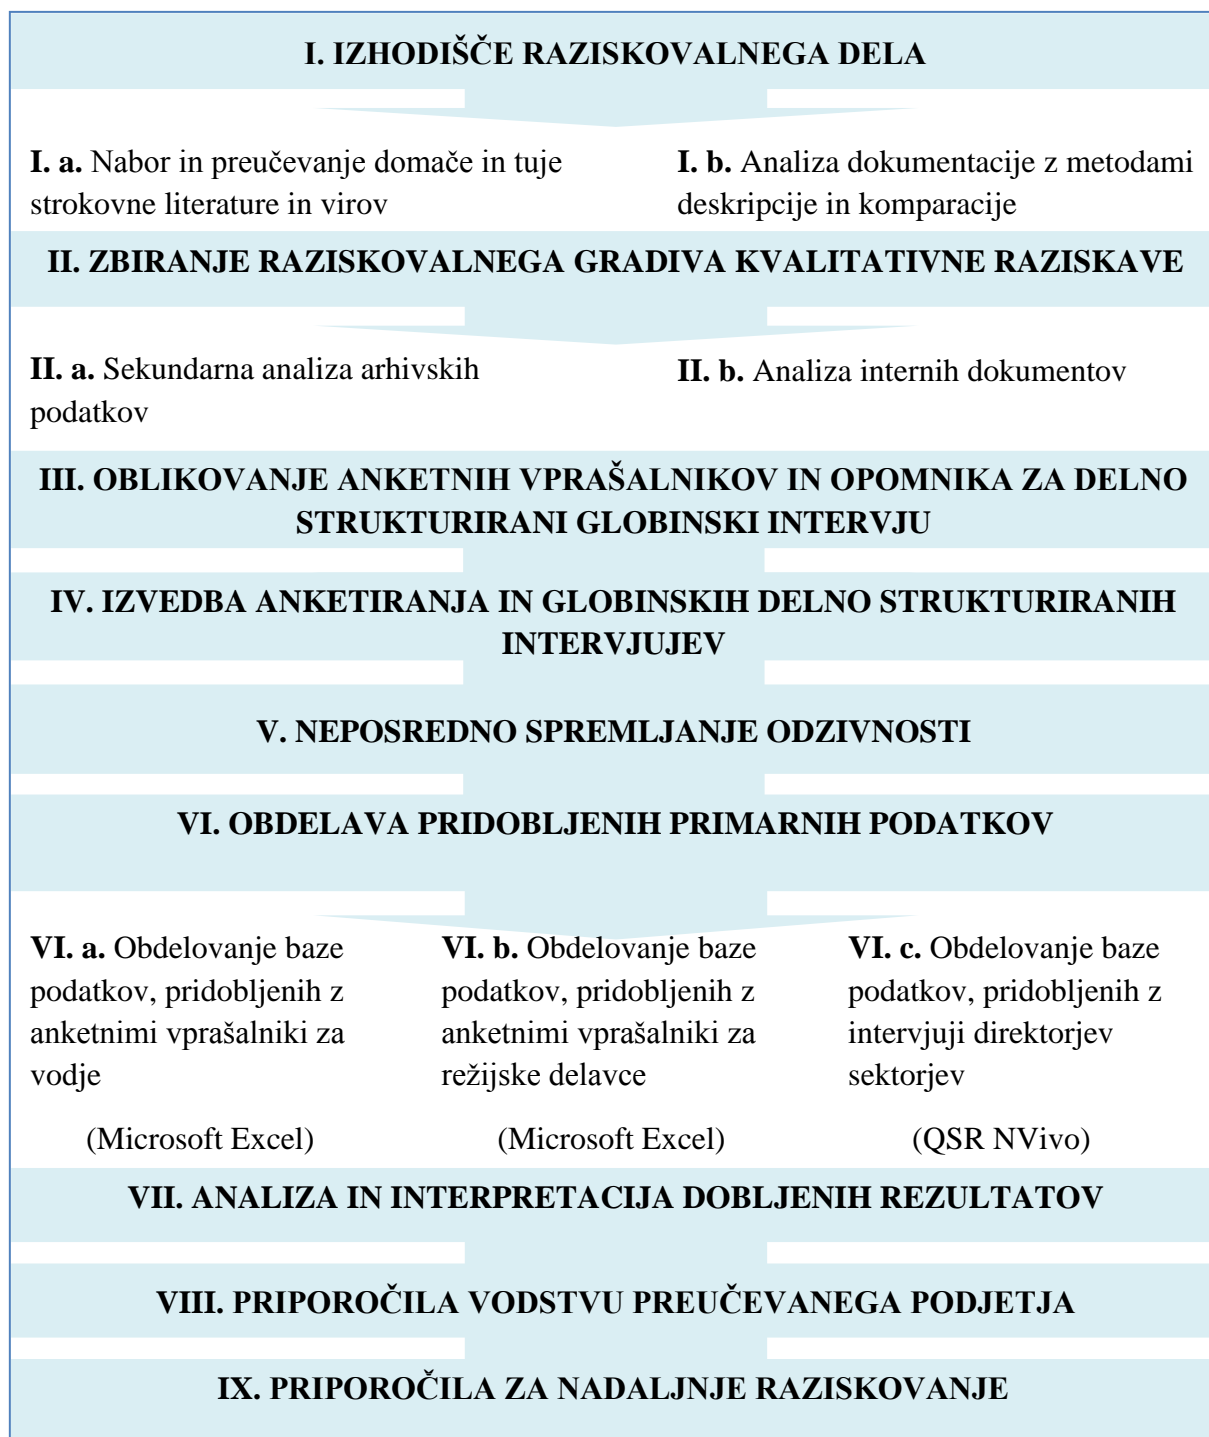 I. IZHODIŠČE RAZISKOVALNEGA DELA
I. a. Nabor in preučevanje domače in tuje
strokovne literature in virov
I. b. Analiza dokumentacije z metodami
deskripcije in komparacije
II. ZBIRANJE RAZISKOVALNEGA GRADIVA KVALITATIVNE RAZISKAVE
II. a. Sekundarna analiza arhivskih
podatkov
II. b. Analiza internih dokumentov
III. OBLIKOVANJE ANKETNIH VPRAŠALNIKOV IN OPOMNIKA ZA DELNO
STRUKTURIRANI GLOBINSKI INTERVJU
IV. IZVEDBA ANKETIRANJA IN GLOBINSKIH DELNO STRUKTURIRANIH
INTERVJUJEV
V. NEPOSREDNO SPREMLJANJE ODZIVNOSTI
VI. OBDELAVA PRIDOBLJENIH PRIMARNIH PODATKOV
VI. a. Obdelovanje baze
podatkov, pridobljenih z
anketnimi vprašalniki za
vodje
(Microsoft Excel)
VI. b. Obdelovanje baze
podatkov, pridobljenih z
anketnimi vprašalniki za
režijske delavce
(Microsoft Excel)
VI. c. Obdelovanje baze
podatkov, pridobljenih z
intervjuji direktorjev
sektorjev
(QSR NVivo)
VII. ANALIZA IN INTERPRETACIJA DOBLJENIH REZULTATOV
VIII. PRIPOROČILA VODSTVU PREUČEVANEGA PODJETJA
IX. PRIPOROČILA ZA NADALJNJE RAZISKOVANJE